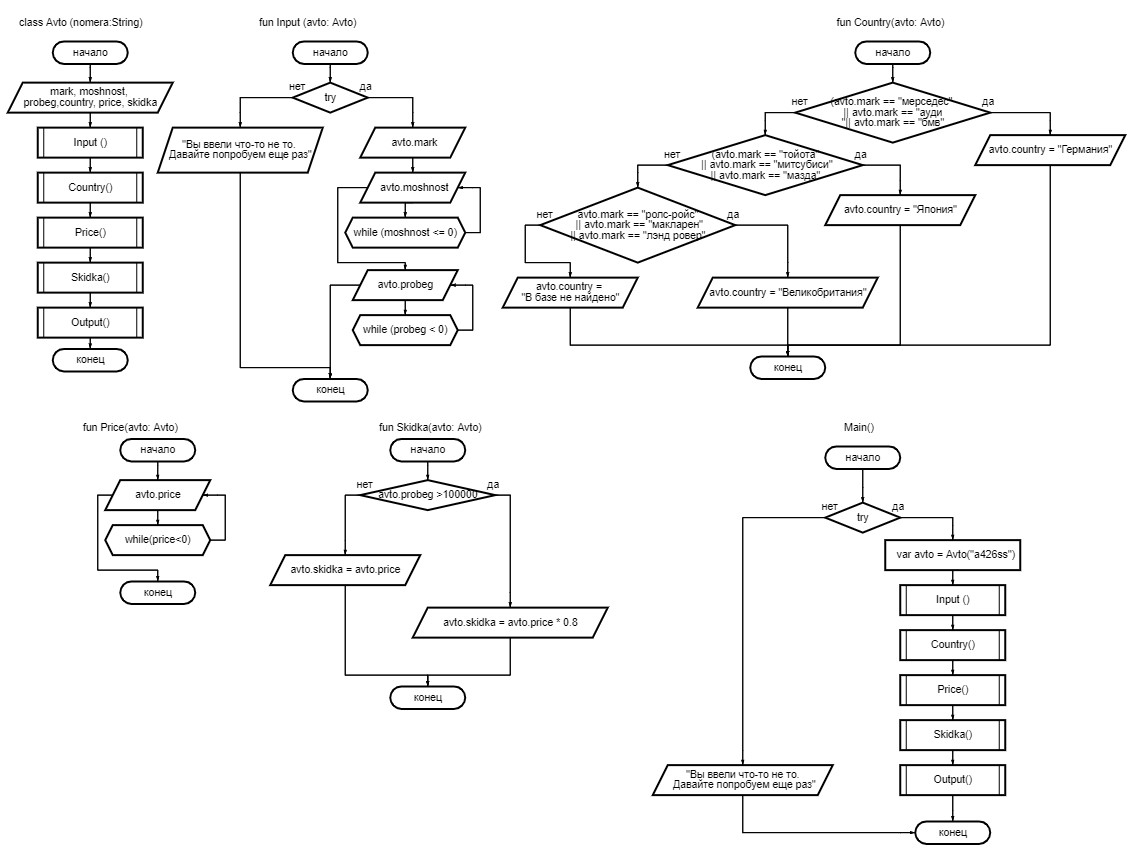 class Avto (nomera:String)
начало
mark, moshnost,
probeg,country, price, skidka
Input ()
Country()
Price()
Skidka()
Output()
конец
fun Input (avto: Avto)
начало
нет
да
try
"Вы ввели что-то не то.
Давайте попробуем еще раз"
avto.mark
avto.moshnost
while (moshnost <= 0)
avto.probeg
while (probeg < 0)
конец
fun Country(avto: Avto)
начало
нет
да
(avto.mark == "мерседес"
|| avto.mark == "ауди
"|| avto.mark == "бмв"
avto.country = "Германия"
нет
да
(avto.mark == "тойота
|| avto.mark == "митсубиси"
|| avto.mark == "мазда"
avto.country = "Япония"
нет
да
avto.mark == "ролс-ройс"
|| avto.mark == "макларен"
|| avto.mark == "лэнд ровер"
avto.country =
"В базе не найдено"
avto.country = "Великобритания"
конец
fun Price(avto: Avto)
начало
avto.price
while(price<0)
конец
fun Skidka(avto: Avto)
начало
нет
да
avto.probeg >100000
avto.skidka = avto.price
avto.skidka = avto.price * 0.8
конец
Main()
начало
нет
да
try
var avto = Avto("a426ss")
Input ()
Country()
Price()
Skidka()
Output()
"Вы ввели что-то не то.
Давайте попробуем еще раз"
конец